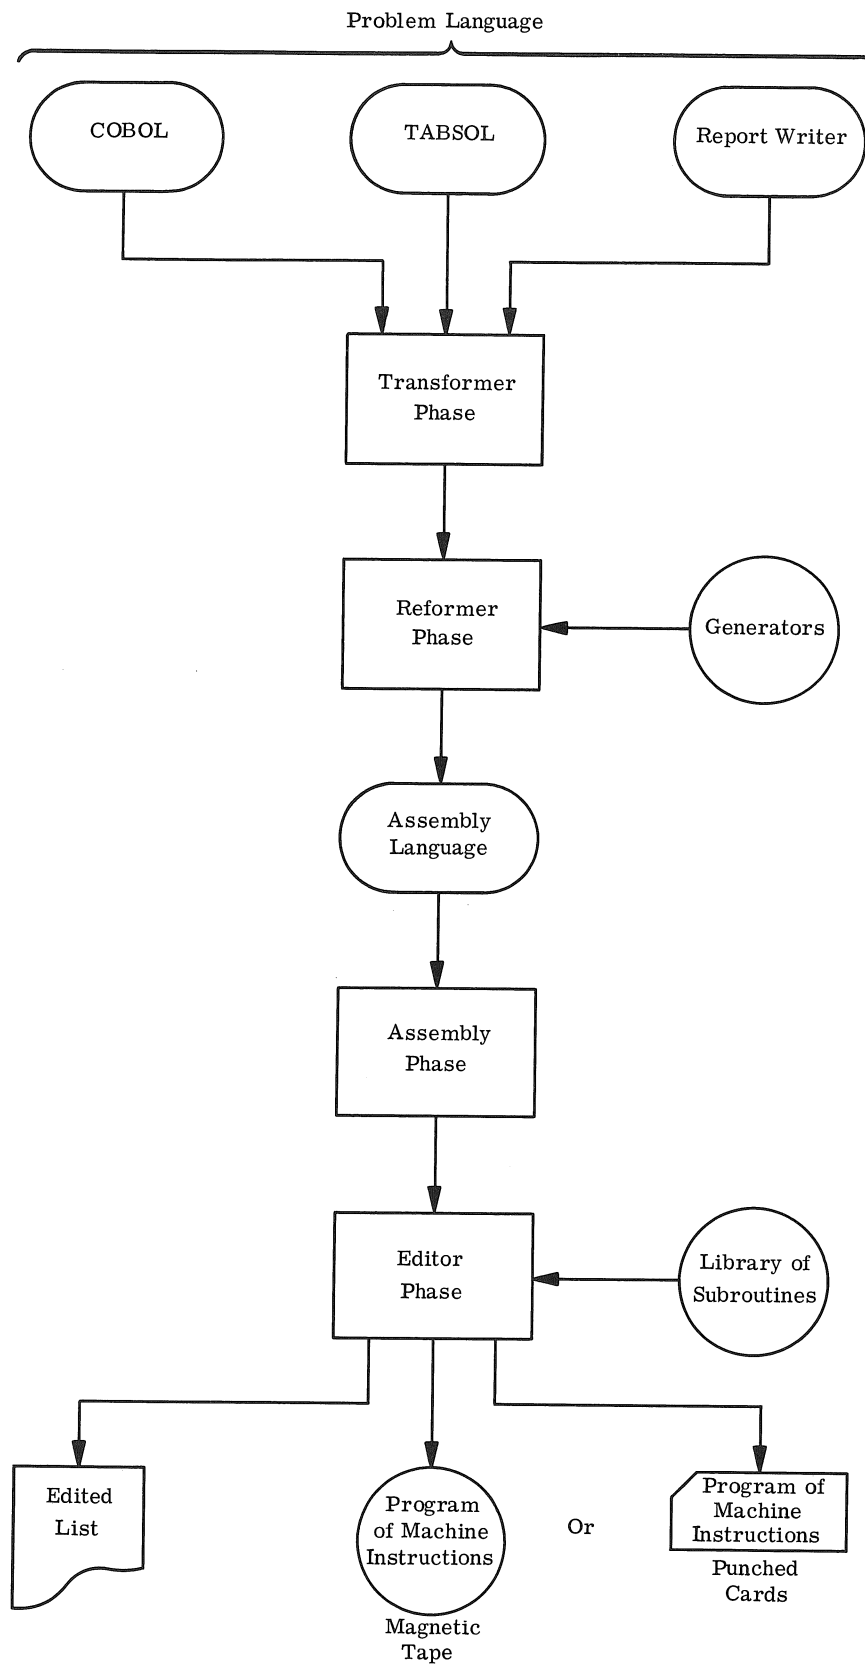 Problem Language
COBOL
TABSOL
Report Writer
Transformer
Phase
Reformer
Phase
Generators
Assembly
Language
Assembly
Phase
Editor
Phase
Library of
Subroutines
Edited
List
Program
of Machine
Instructions
Magnetic
Tape
Or
Program of
Machine
Instructions
Punched
Cards